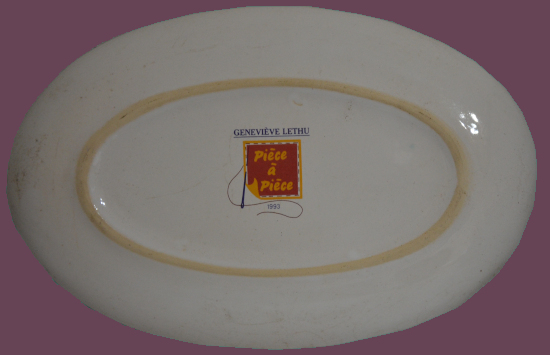 GENEVIÈVE LETHU
Pièce
à
Pièce
1993